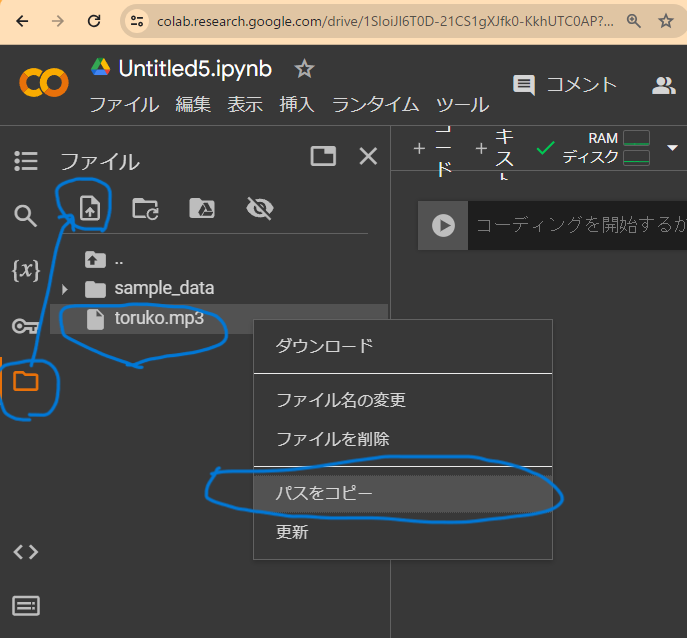 colab.research.google.com/drive/1SIoiJI6T0D-21CS1gXJfk0-KkhUTC0AP?...
Untitled5.ipynb
ファイル 編集 表示 挿入 ランタイム ツール
コメント
ファイル
+ コード + キスト
RAM
ディスク
コーディングを開始するか
{x}
..
sample_data
toruko.mp3
ダウンロード
ファイル名の変更
ファイルを削除
パスをコピー
更新